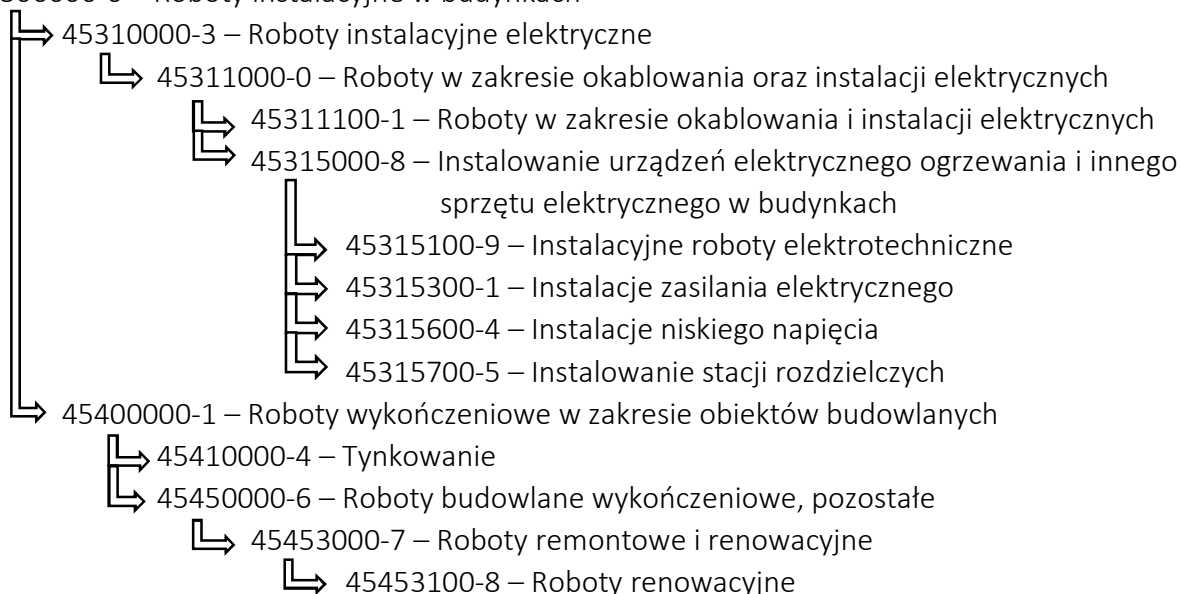 45310000-3 – Roboty instalacyjne elektryczne
45311000-0 – Roboty w zakresie okablowania oraz instalacji elektrycznych
45311100-1 – Roboty w zakresie okablowania i instalacji elektrycznych
45315000-8 – Instalowanie urządzeń elektrycznego ogrzewania i innego
sprzętu elektrycznego w budynkach
45315100-9 – Instalacyjne roboty elektrotechniczne
45315300-1 – Instalacje zasilania elektrycznego
45315600-4 – Instalacje niskiego napięcia
45315700-5 – Instalowanie stacji rozdzielczych
45400000-1 – Roboty wykończeniowe w zakresie obiektów budowlanych
45410000-4 – Tynkowanie
45450000-6 – Roboty budowlane wykończeniowe, pozostałe
45453000-7 – Roboty remontowe i renowacyjne
45453100-8 – Roboty renowacyjne